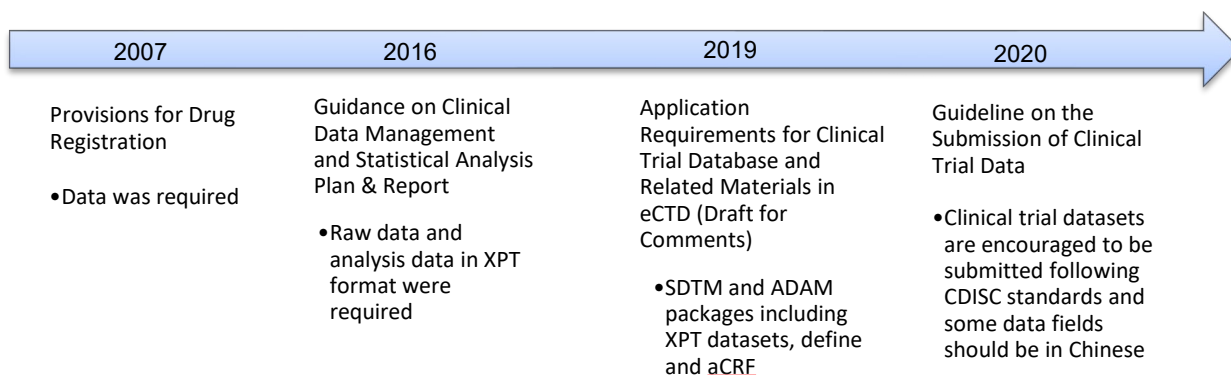 2007
2016
2019
2020
Provisions for Drug
Registration
•Data was required
Guidance on Clinical
Data Management
and Statistical Analysis
Plan & Report
•Raw data and
analysis data in XPT
format were
required
Application
Requirements for Clinical
Trial Database and
Related Materials in
eCTD (Draft for
Comments)
•SDTM and ADAM
packages including
XPT datasets, define
and aCRF
Guideline on the
Submission of Clinical
Trial Data
•Clinical trial datasets
are encouraged to be
submitted following
CDISC standards and
some data fields
should be in Chinese